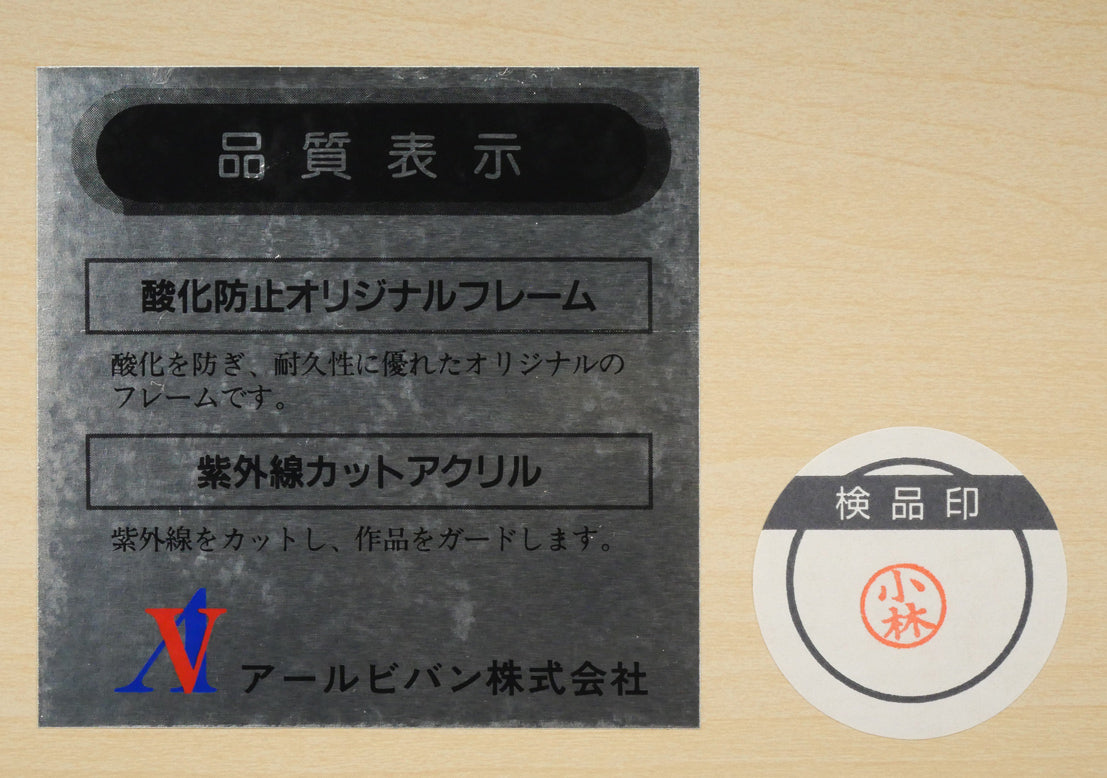 品質表示
酸化防止オリジナルフレーム
酸化を防ぎ、耐久性に優れたオリジナルの
フレームです。
紫外線カットアクリル
紫外線をカットし、作品をガードします。
AV アールビバン株式会社
検品印
小林